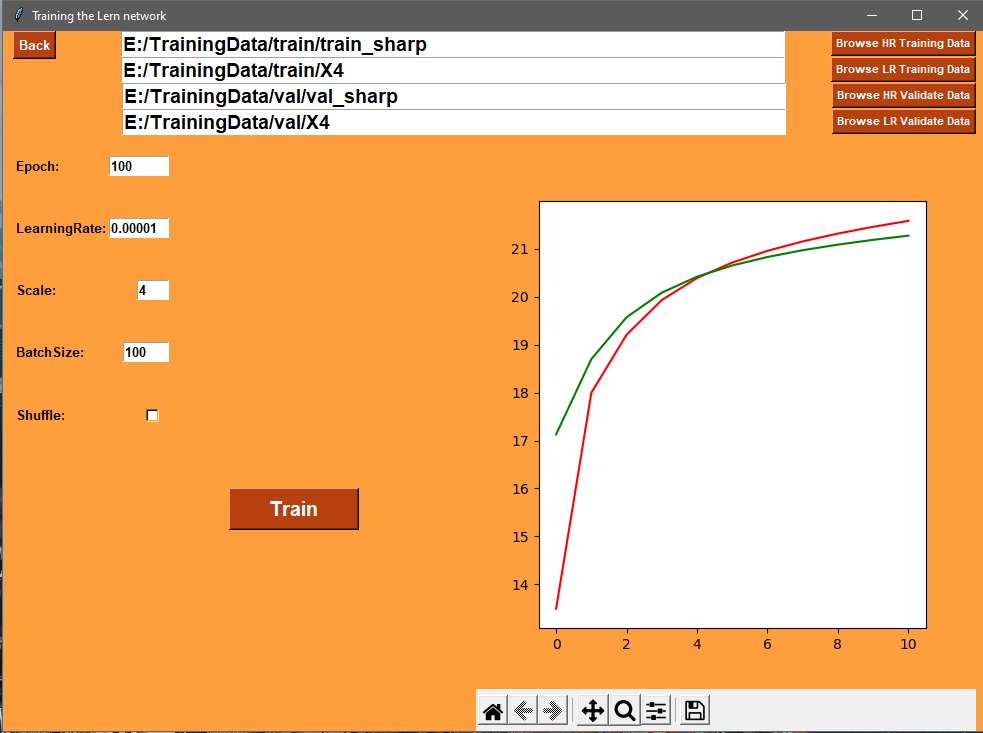 Training the Lern network
Back
E:/TrainingData/train/train_sharp
Browse HR Training Data
E:/TrainingData/train/X4
Browse LR Training Data
E:/TrainingData/val/val_sharp
Browse HR Validate Data
E:/TrainingData/val/X4
Browse LR Validate Data
Epoch: 100
LearningRate: 0.00001
Scale: 4
BatchSize: 100
Shuffle:
Train
21
20
19
18
17
16
15
14
0 2 4 6 8 10